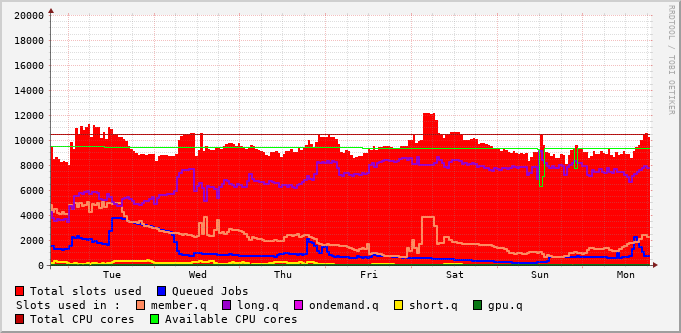 20000
18000
16000
14000
12000
10000
8000
6000
4000
2000
0
Tue Wed Thu Fri Sat Sun Mon
RRDTOOL / TOBI OETIKER
Total slots used Queued Jobs
Slots used in : member.q long.q ondemand.q short.q gpu.q
Total CPU cores Available CPU cores